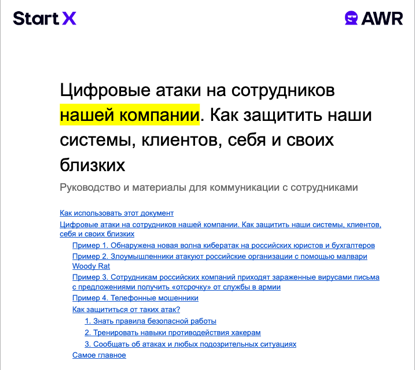 Start X
AWR
Цифровые атаки на сотрудников
нашей компании. Как защитить наши
системы, клиентов, себя и своих
близких
Руководство и материалы для коммуникации с сотрудниками
Как использовать этот документ
Цифровые атаки на сотрудников нашей компании. Как защитить наши системы, клиентов,
себя и своих близких
Пример 1. Обнаружена новая волна кибератак на российских юристов и бухгалтеров
Пример 2. Злоумышленники атакуют российские организации с помощью малвари
Woody Rat
Пример 3. Сотрудникам российских компаний приходят зараженные вирусами письма
с предложениями получить «отсрочку» от службы в армии
Пример 4. Телефонные мошенники
Как защититься от таких атак?
1. Знать правила безопасной работы
2. Тренировать навыки противодействия хакерам
3. Сообщать об атаках и любых подозрительных ситуациях
Самое главное